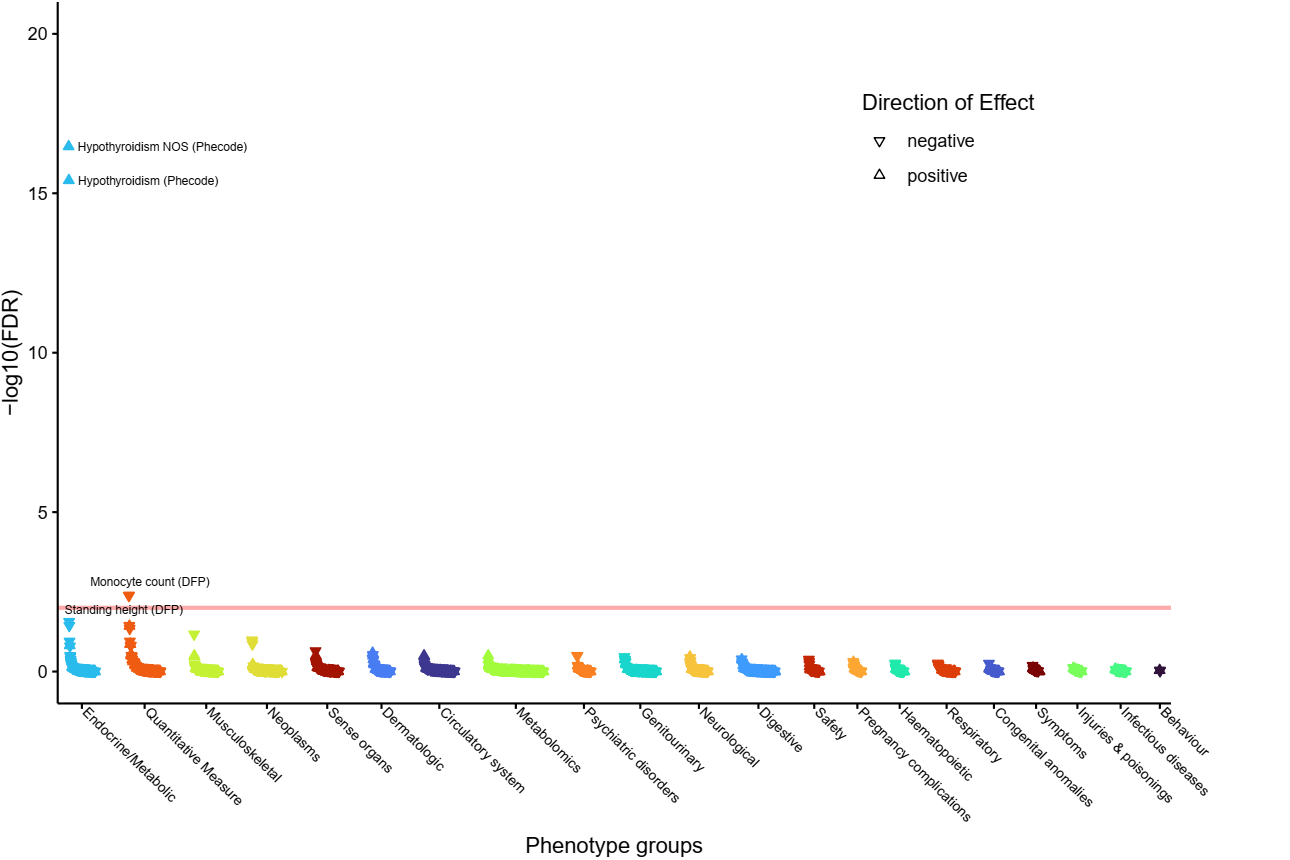 20
15
10
5
0
−log10(FDR)
Direction of Effect
negative
positive
Hypothyroidism NOS (Phecode)
Hypothyroidism (Phecode)
Monocyte count (DFP)
Standing height (DFP)
Endocrine/Metabolic
Quantitative Measure
Musculoskeletal
Neoplasms
Sense organs
Dermatologic
Circulatory system
Metabolomics
Psychiatric disorders
Genitourinary
Neurological
Digestive
Safety
Pregnancy complications
Haematopoietic
Respiratory
Congenital anomalies
Symptoms
Injuries & poisonings
Infectious diseases
Behaviour
Phenotype groups